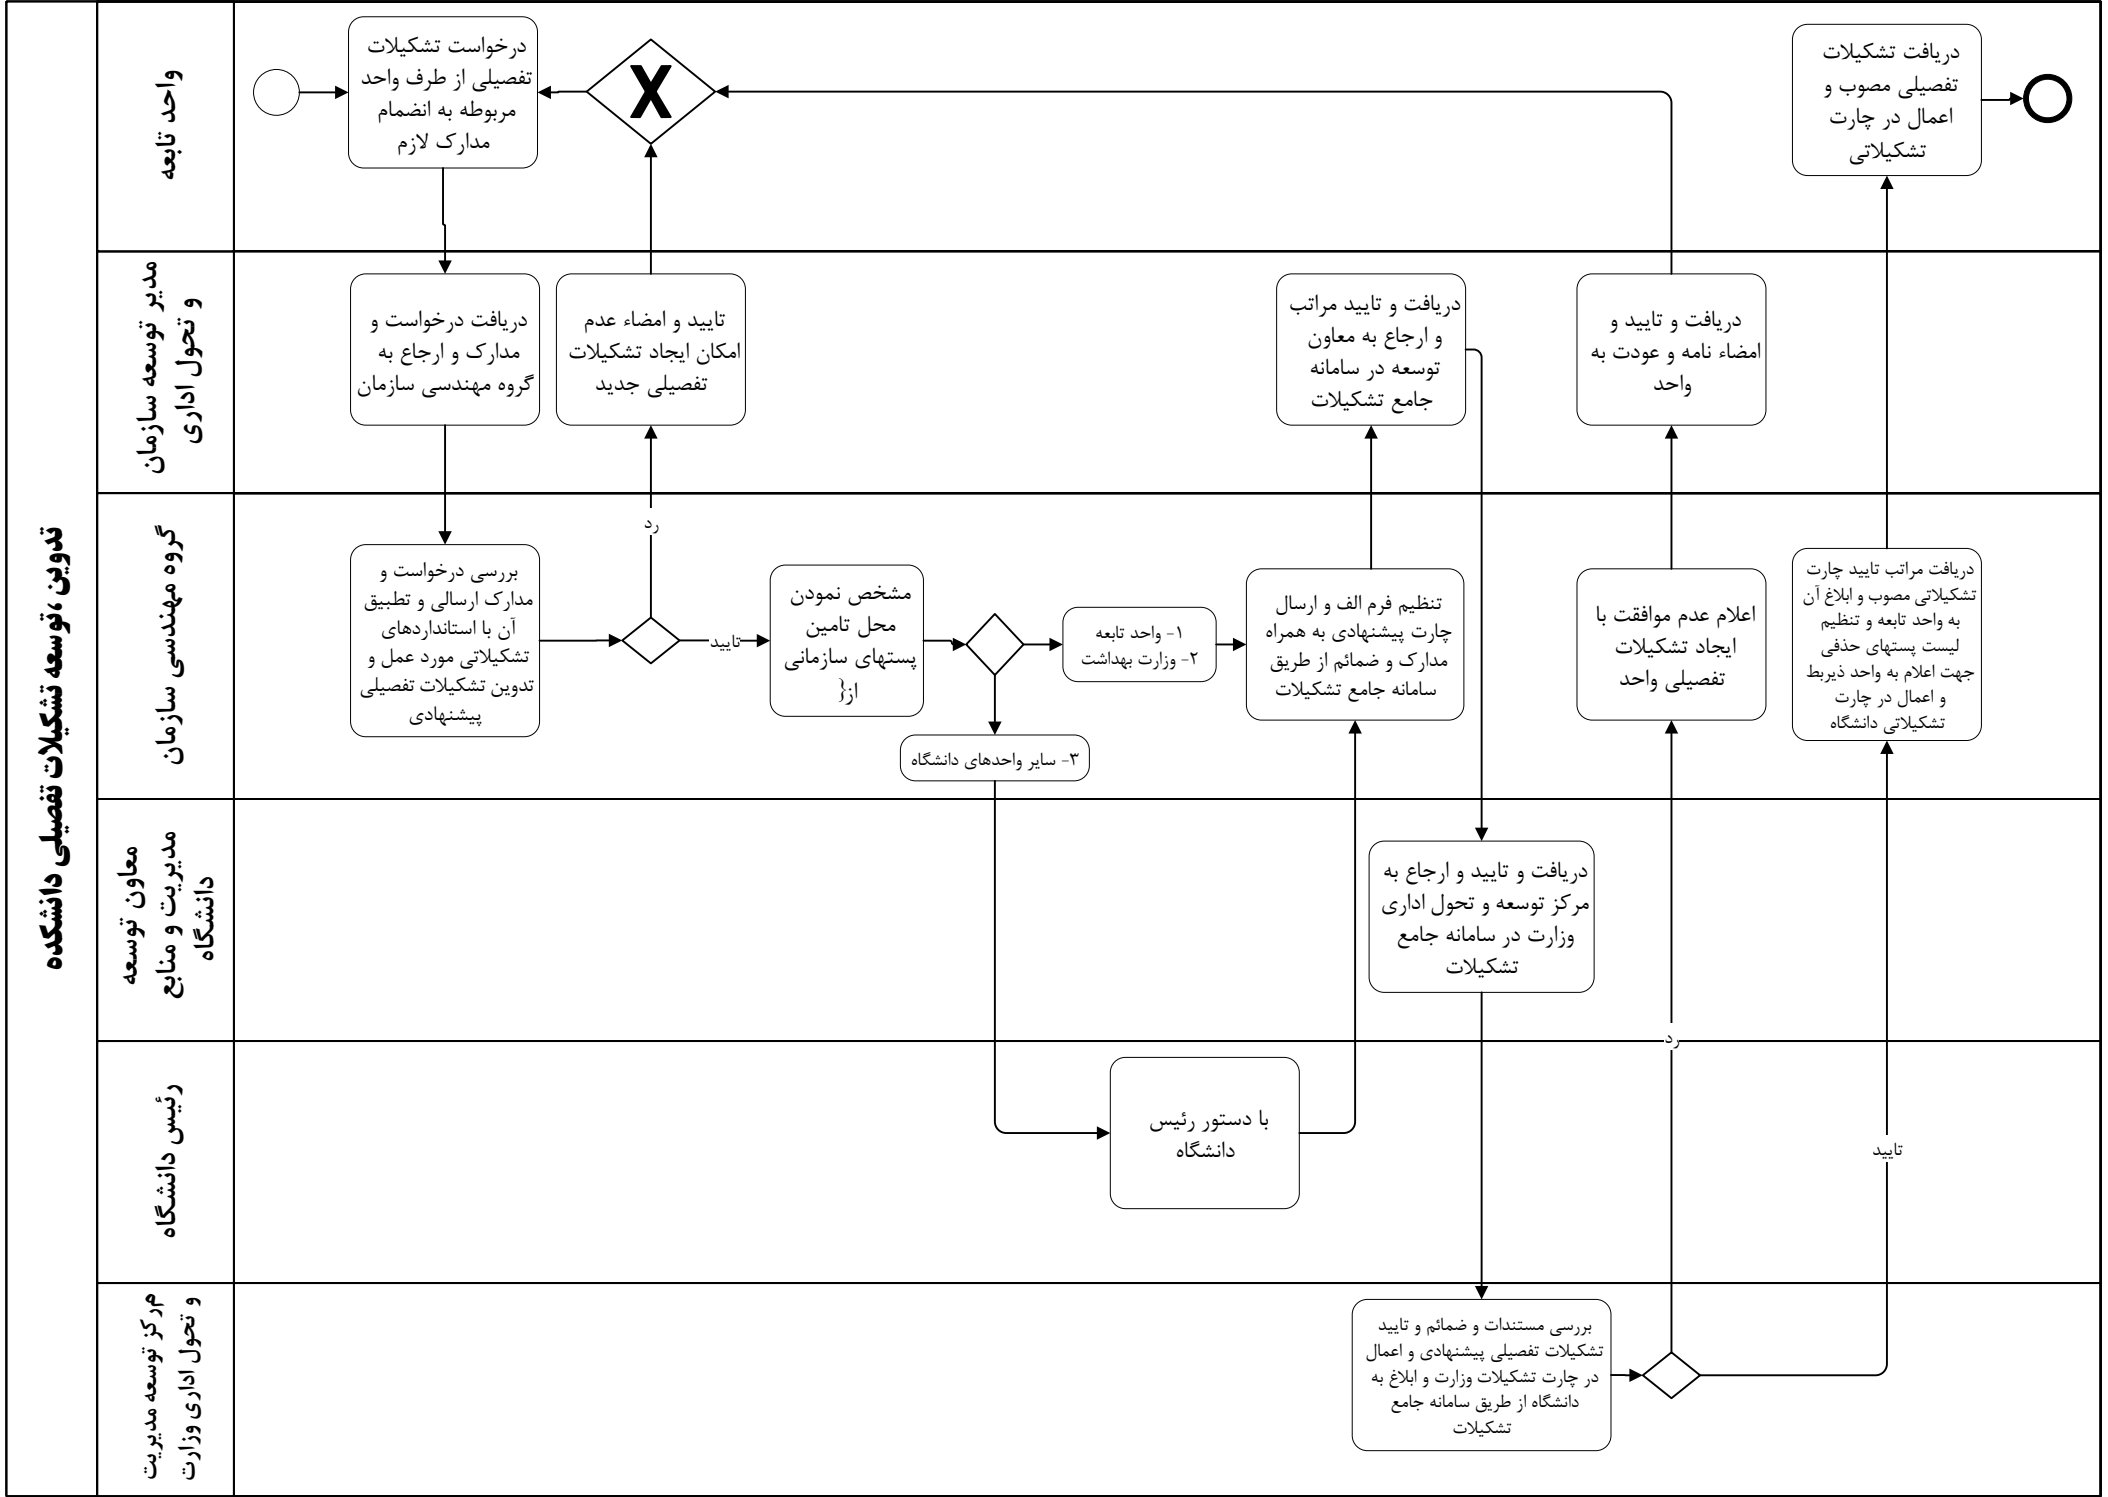 تدوین ،توسعه تشکیلات تفصیلی دانشکده
واحد تابعه
درخواست تشکیلات
تفصیلی از طرف واحد
مربوطه به انضمام
مدارک لازم
X
دریافت تشکیلات
تفصیلی مصوب و
اعمال در چارت
تشکیلاتی
مدیر توسعه سازمان
و تحول اداری
دریافت درخواست و
مدارک و ارجاع به
گروه مهندسی سازمان
تایید و امضاء عدم
امکان ایجاد تشکیلات
تفصیلی جدید
دریافت و تایید مراتب
و ارجاع به معاون
توسعه در سامانه
جامع تشکیلات
دریافت و تایید و
امضاء نامه و عودت به
واحد
گروه مهندسی سازمان
بررسی درخواست و
مدارک ارسالی و تطبیق
آن با استانداردهای
تشکیلاتی مورد عمل و
تدوین تشکیلات تفصیلی
پیشنهادی
رد
تایید
مشخص نمودن
محل تامین
پستهای سازمانی
از{
۱- واحد تابعه
۲- وزارت بهداشت
۳- سایر واحدهای دانشگاه
تنظیم فرم الف و ارسال
چارت پیشنهادی به همراه
مدارک و ضمائم از طریق
سامانه جامع تشکیلات
اعلام عدم موافقت با
ایجاد تشکیلات
تفصیلی واحد
دریافت مراتب تایید چارت
تشکیلاتی مصوب و ابلاغ آن
به واحد تابعه و تنظیم
لیست پستهای حذفی
جهت اعلام به واحد ذیربط
و اعمال در چارت
تشکیلاتی دانشگاه
معاون توسعه
مدیریت و منابع
دانشگاه
دریافت و تایید و ارجاع به
مرکز توسعه و تحول اداری
وزارت در سامانه جامع
تشکیلات
رد
رئیس دانشگاه
با دستور رئیس
دانشگاه
تایید
مرکز توسعه مدیریت
و تحول اداری وزارت
بررسی مستندات و ضمائم و تایید
تشکیلات تفصیلی پیشنهادی و اعمال
در چارت تشکیلات وزارت و ابلاغ به
دانشگاه از طریق سامانه جامع
تشکیلات